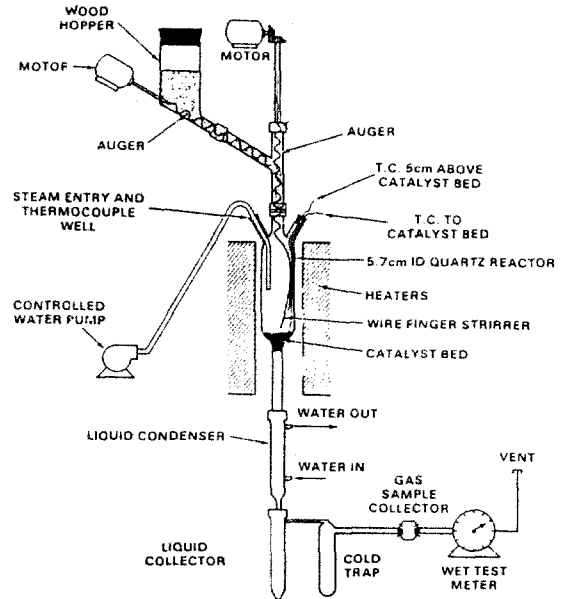 WOOD
HOPPER
MOTOF
MOTOR
AUGER
AUGER
T.C. 5cm ABOVE
CATALYST BED
STEAM ENTRY AND
THERMOCOUPLE
WELL
T.C. TO
CATALYST BED
5.7cm ID QUARTZ REACTOR
HEATERS
CONTROLLED
WATER PUMP
WIRE FINGER STRIRRER
CATALYST BED
WATER OUT
LIQUID CONDENSER
WATER IN
VENT
GAS
SAMPLE
COLLECTOR
LIQUID
COLLECTOR
COLD
TRAP
WET TEST
METER